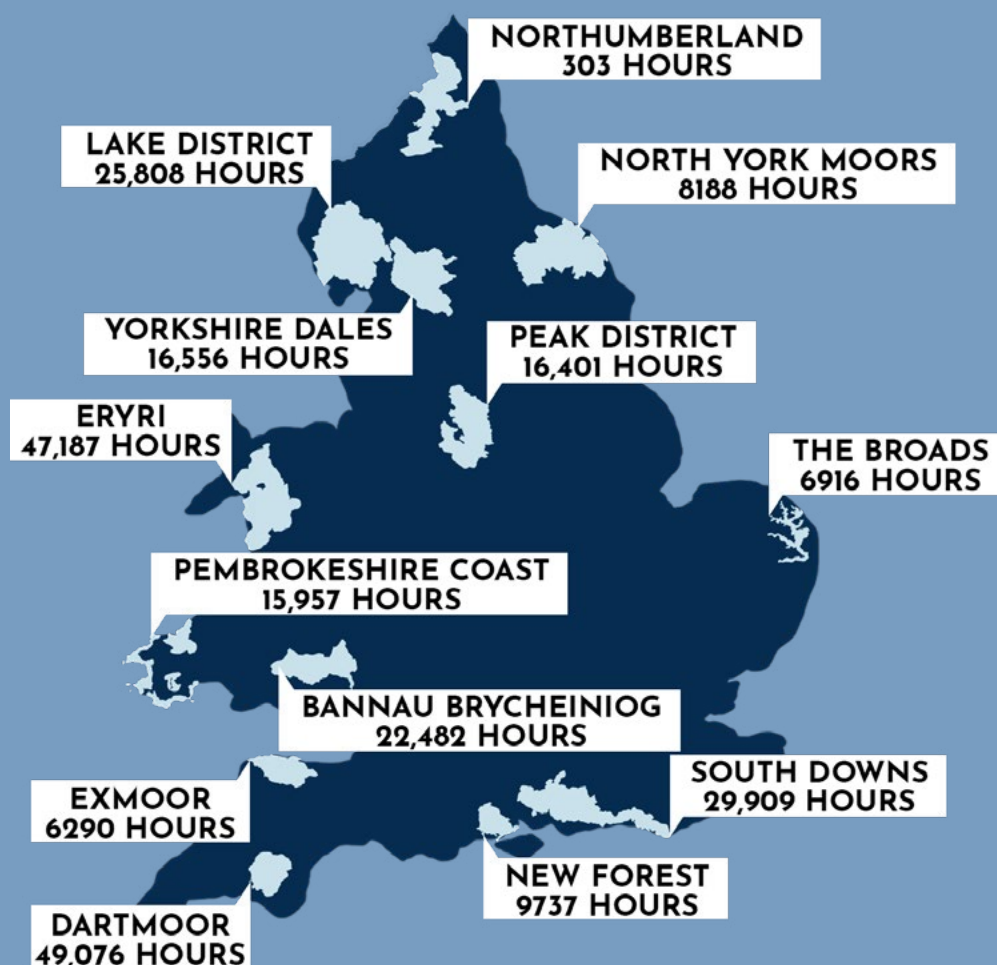 NORTHUMBERLAND
303 HOURS
LAKE DISTRICT
25,808 HOURS
NORTH YORK MOORS
8188 HOURS
YORKSHIRE DALES
16,556 HOURS
PEAK DISTRICT
16,401 HOURS
ERYRI
47,187 HOURS
THE BROADS
6916 HOURS
PEMBROKESHIRE COAST
15,957 HOURS
BANNAU BRYCHEINIOG
22,482 HOURS
SOUTH DOWNS
29,909 HOURS
EXMOOR
6290 HOURS
NEW FOREST
9737 HOURS
DARTMOOR
49,076 HOURS